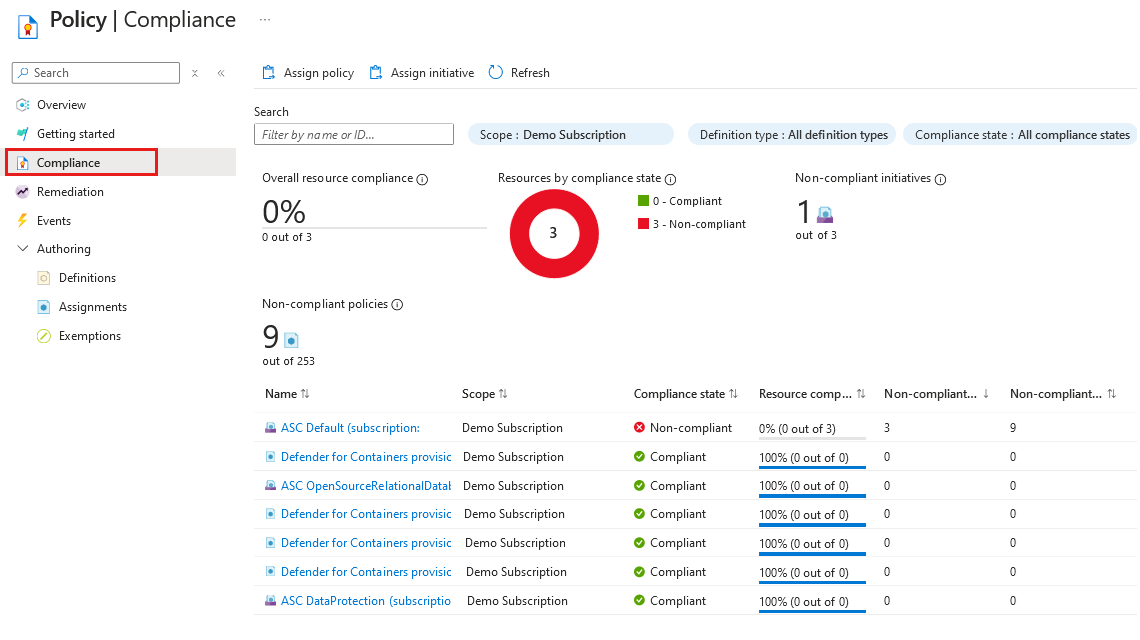 Policy | Compliance ...
Search
Assign policy Assign initiative Refresh
Overview
Getting started
Compliance
Remediation
Events
Authoring
Definitions
Assignments
Exemptions
Search
Filter by name or ID...
Scope : Demo Subscription
Definition type : All definition types
Compliance state : All compliance states
Overall resource compliance
0%
0 out of 3
Resources by compliance state
3
0 - Compliant
3 - Non-compliant
Non-compliant initiatives
1
out of 3
Non-compliant policies
9
out of 253
Name Scope Compliance state Resource comp... Non-compliant... Non-compliant...
ASC Default (subscription: Demo Subscription Non-compliant 0% (0 out of 3) 3 9
Defender for Containers provisic Demo Subscription Compliant 100% (0 out of 0) 0 0
ASC OpenSourceRelationalDatab Demo Subscription Compliant 100% (0 out of 0) 0 0
Defender for Containers provisic Demo Subscription Compliant 100% (0 out of 0) 0 0
Defender for Containers provisic Demo Subscription Compliant 100% (0 out of 0) 0 0
Defender for Containers provisic Demo Subscription Compliant 100% (0 out of 0) 0 0
ASC DataProtection (subscriptio Demo Subscription Compliant 100% (0 out of 0) 0 0